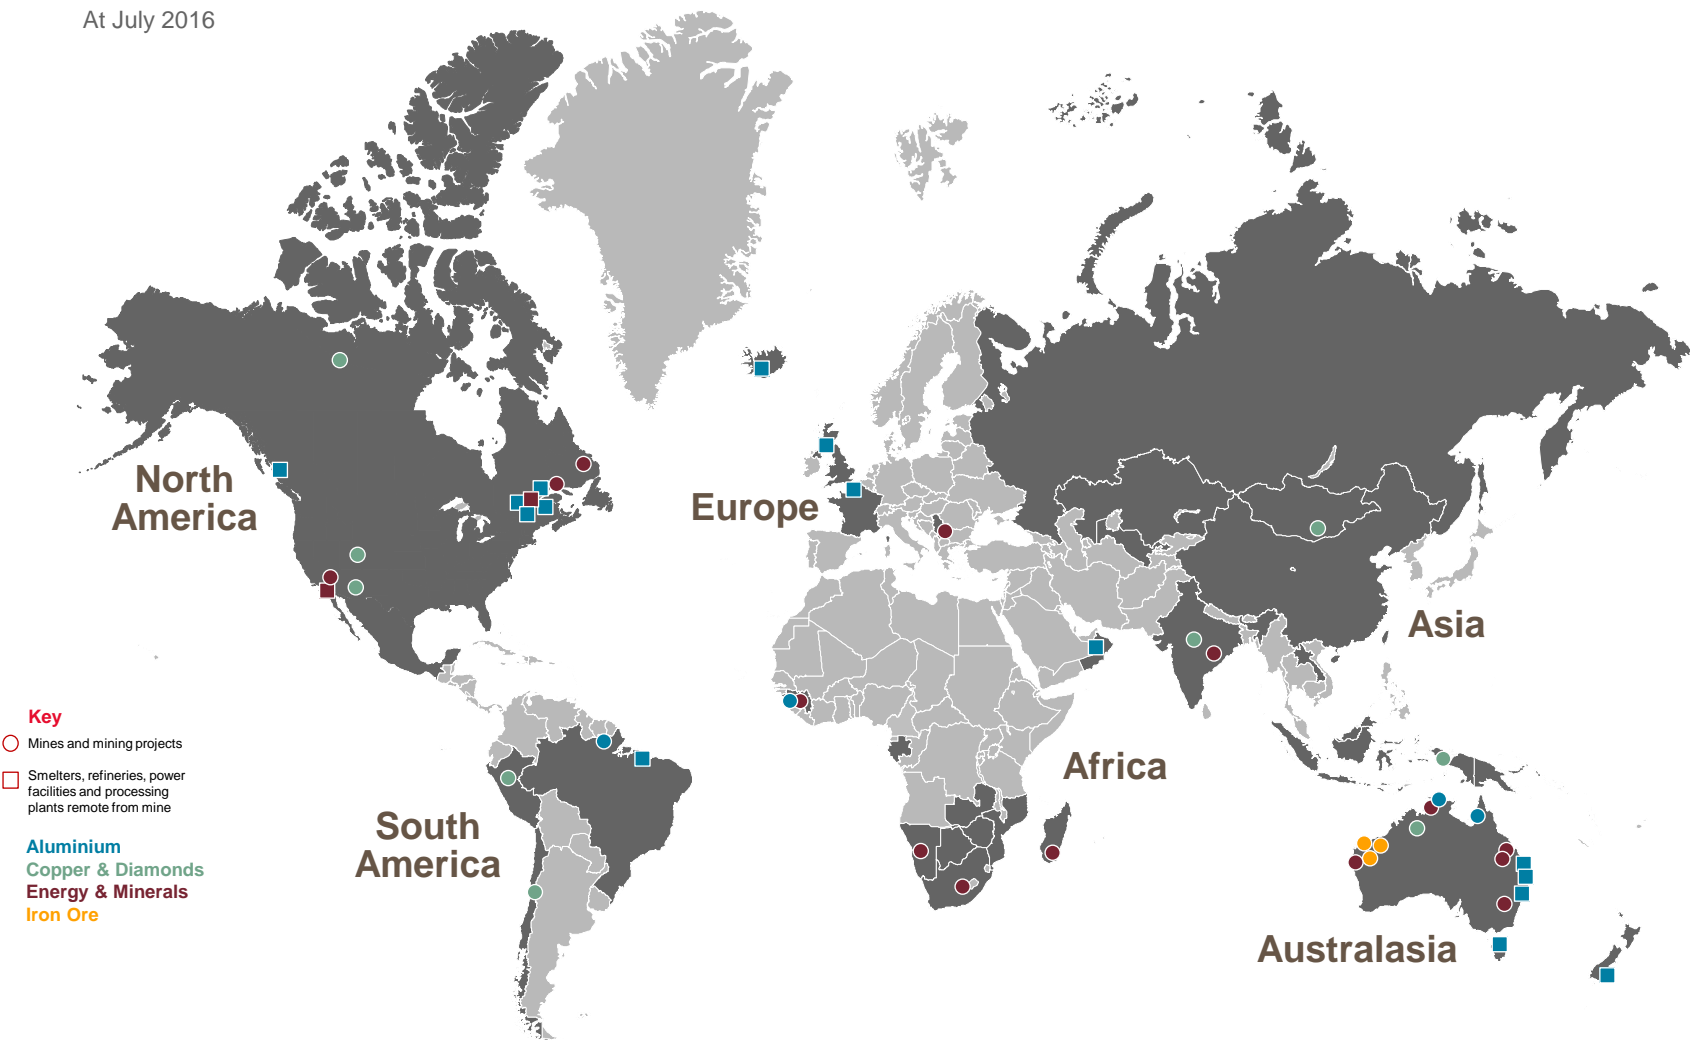 At July 2016
North
America
Europe
Asia
Africa
South
America
Australasia
Key
Mines and mining projects
Smelters, refineries, power
facilities and processing
plants remote from mine
Aluminium
Copper & Diamonds
Energy & Minerals
Iron Ore